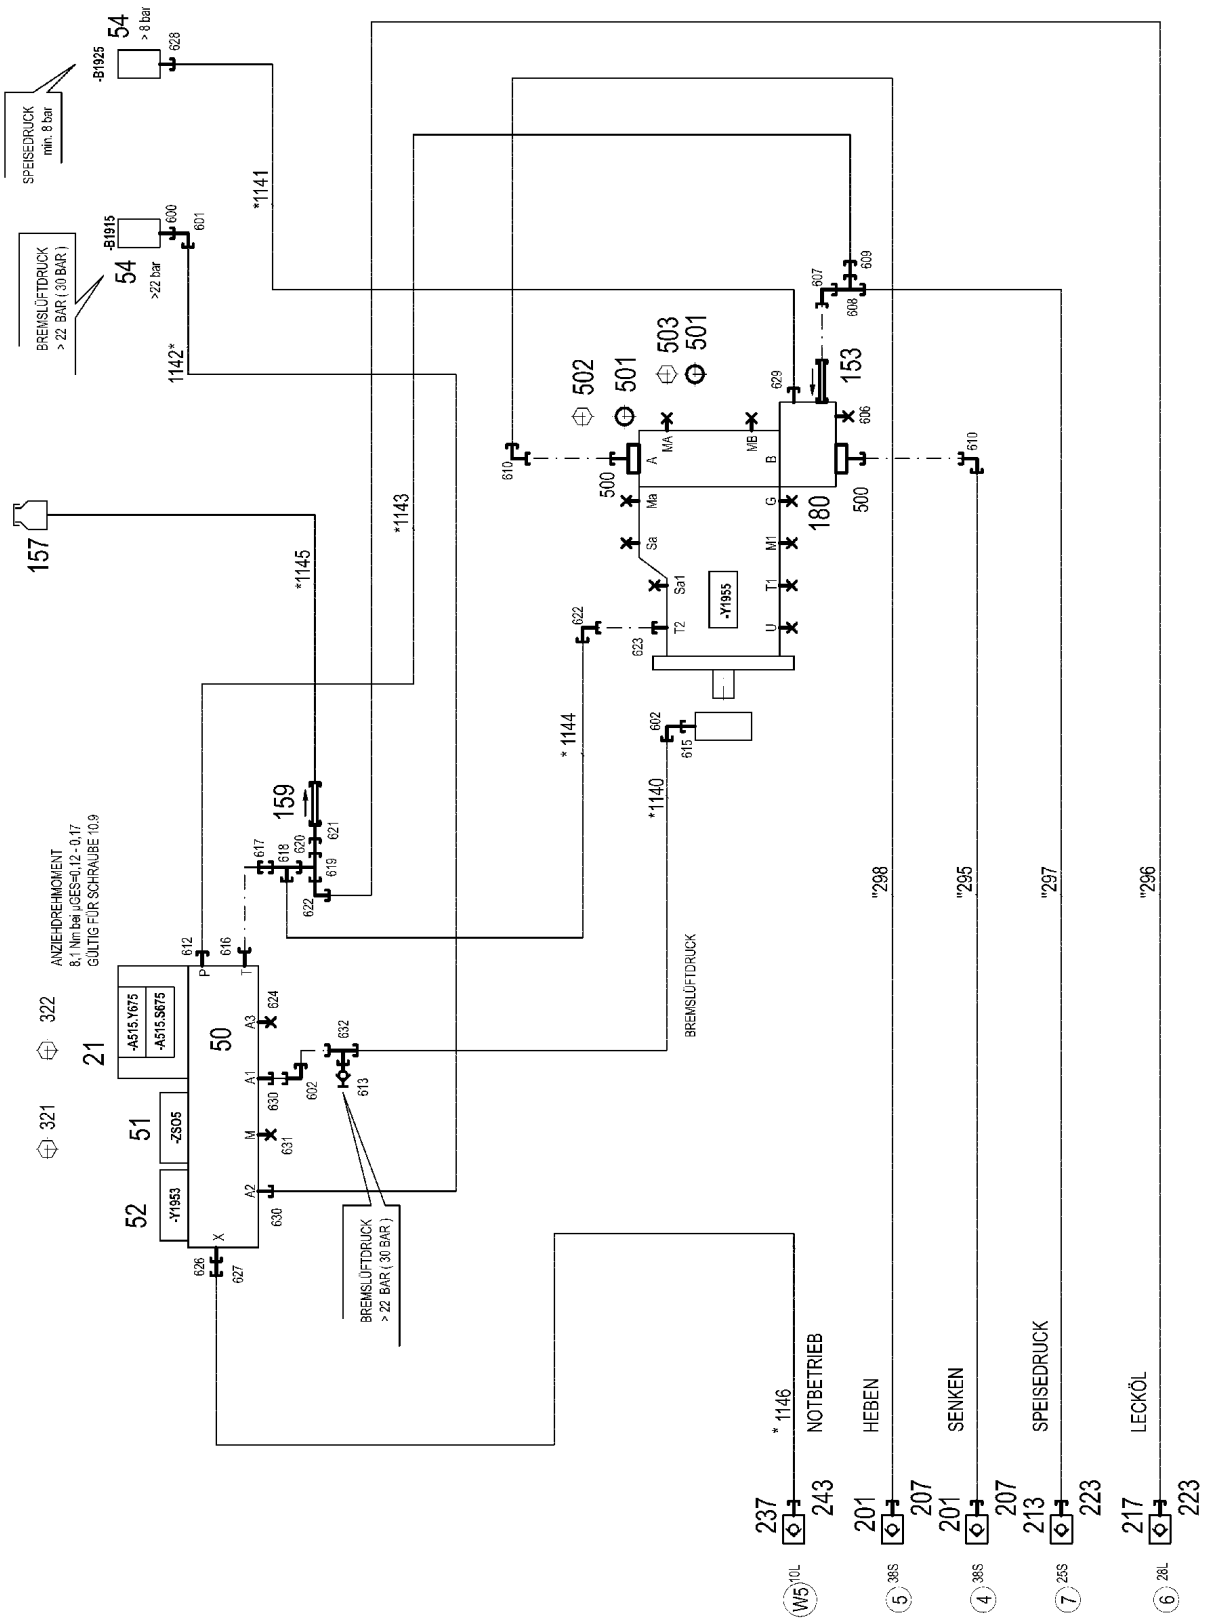 SPEISEDRUCK
min. 8 bar
-B1925
54
> 8 bar
628
BREMSLÜFTDRUCK
> 22 BAR ( 30 BAR )
-B1915
54
>22 bar
600
601
*1141
1142*
157
*1145
*1143
610
502
501
503
501
500
A
MA
MB
B
629
607
608
609
153
606
610
500
180
Ma
Sa
Sa1
T2
G
M1
T1
U
-Y1955
622
623
* 1144
602
615
*1140
159
617
618
620
621
619
622
ANZIEHDREHMOMENT
8,1 Nm bei µGES=0,12 - 0,17
GÜLTIG FÜR SCHRAUBE 10.9
322
321
21
-A515.Y675
-A515.S675
612
616
P
T
50
51
-ZS05
52
-Y1953
A3
624
A1
630
602
632
613
M
631
A2
630
X
626
627
BREMSLÜFTDRUCK
BREMSLÜFTDRUCK
> 22 BAR ( 30 BAR )
"298
"295
"297
"296
* 1146
NOTBETRIEB
HEBEN
SENKEN
SPEISEDRUCK
LECKÖL
237
243
W5
10L
201
207
5
38S
201
207
4
38S
213
223
7
25S
217
223
6
28L